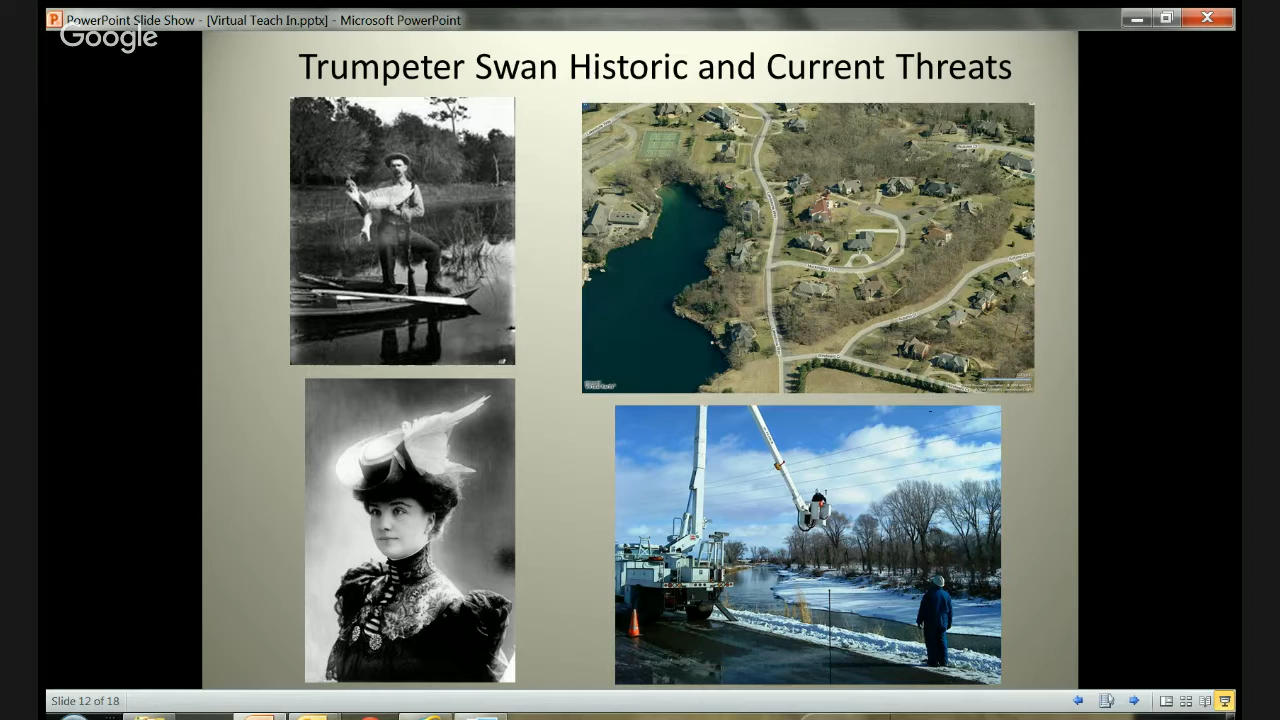 PowerPoint Slide Show - [Virtual Teach In.pptx] - Microsoft PowerPoint
Google
Trumpeter Swan Historic and Current Threats
Slide 12 of 18